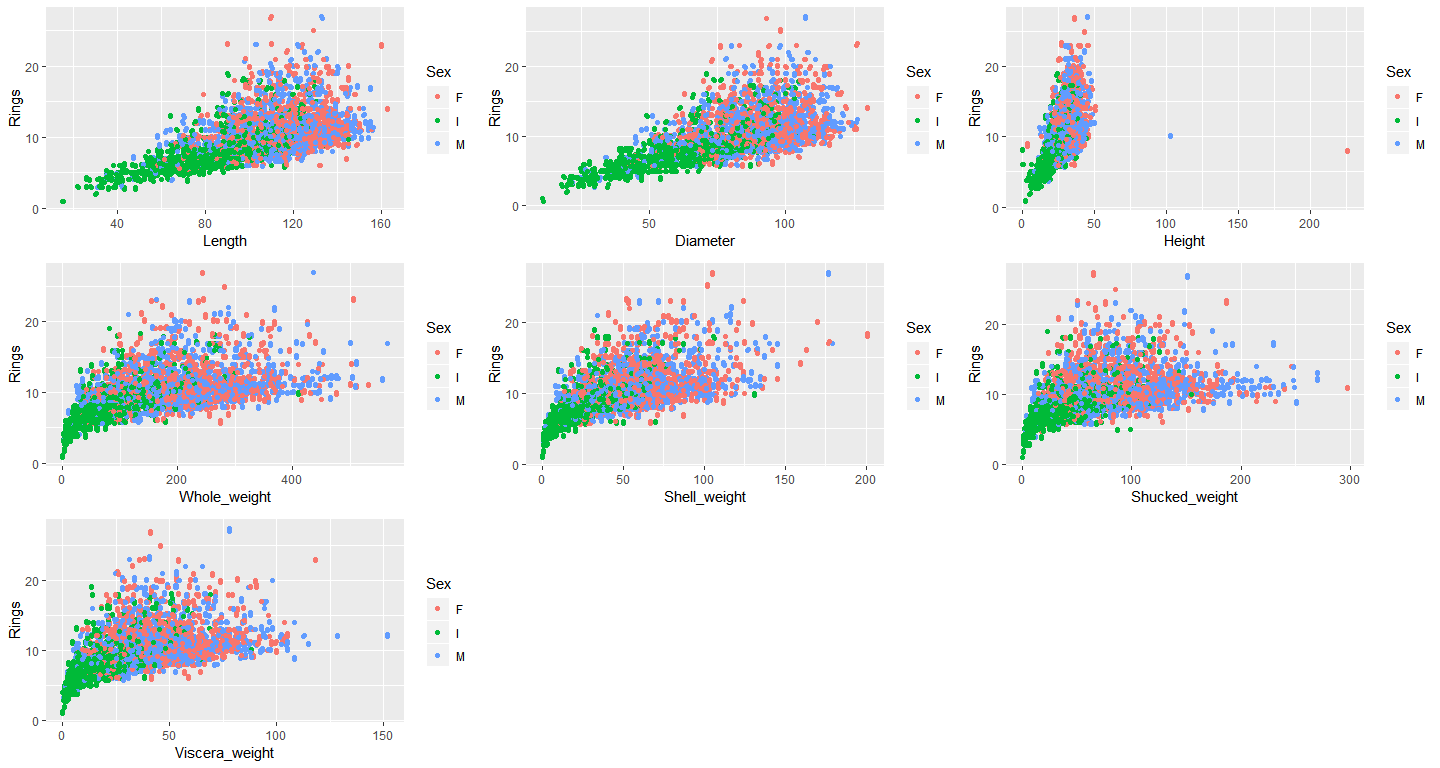 Rings
20
10
0
40
80
120
160
Length
Sex
F
I
M
Rings
20
10
0
50
100
Diameter
Sex
F
I
M
Rings
20
10
0
0
50
100
150
200
Height
Sex
F
I
M
Rings
20
10
0
0
200
400
Whole_weight
Sex
F
I
M
Rings
20
10
0
0
50
100
150
200
Shell_weight
Sex
F
I
M
Rings
20
10
0
0
100
200
300
Shucked_weight
Sex
F
I
M
Rings
20
10
0
0
50
100
150
Viscera_weight
Sex
F
I
M